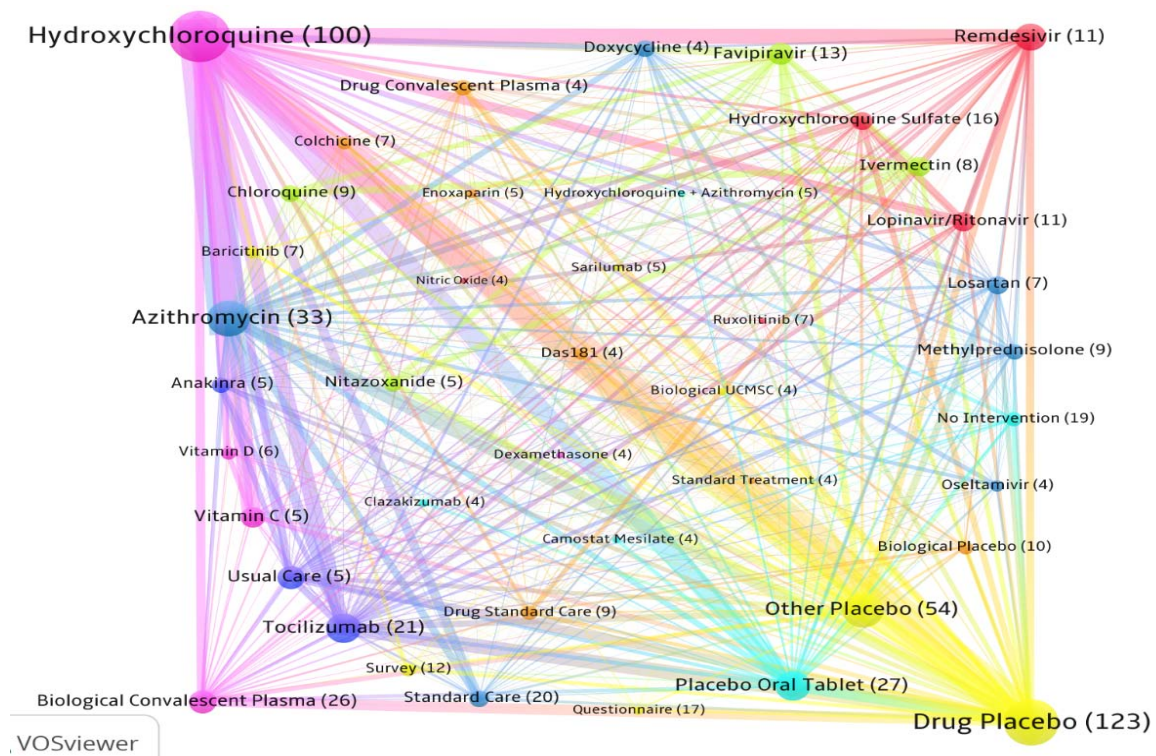 Hydroxychloroquine (100)
Remdesivir (11)
Doxycycline (4)
Favipiravir (13)
Drug Convalescent Plasma (4)
Hydroxychloroquine Sulfate (16)
Colchicine (7)
Ivermectin (8)
Chloroquine (9)
Enoxaparin (5)
Hydroxychloroquine + Azithromycin (5)
Lopinavir/Ritonavir (11)
Baricitinib (7)
Sarilumab (5)
Nitric Oxide (4)
Losartan (7)
Azithromycin (33)
Ruxolitinib (7)
Das181 (4)
Methylprednisolone (9)
Anakinra (5)
Nitazoxanide (5)
Biological UCMSC (4)
No Intervention (19)
Vitamin D (6)
Dexamethasone (4)
Standard Treatment (4)
Oseltamivir (4)
Clazakizumab (4)
Vitamin C (5)
Camostat Mesilate (4)
Biological Placebo (10)
Usual Care (5)
Drug Standard Care (9)
Other Placebo (54)
Tocilizumab (21)
Survey (12)
Placebo Oral Tablet (27)
Biological Convalescent Plasma (26)
Standard Care (20)
Questionnaire (17)
Drug Placebo (123)
VOSviewer